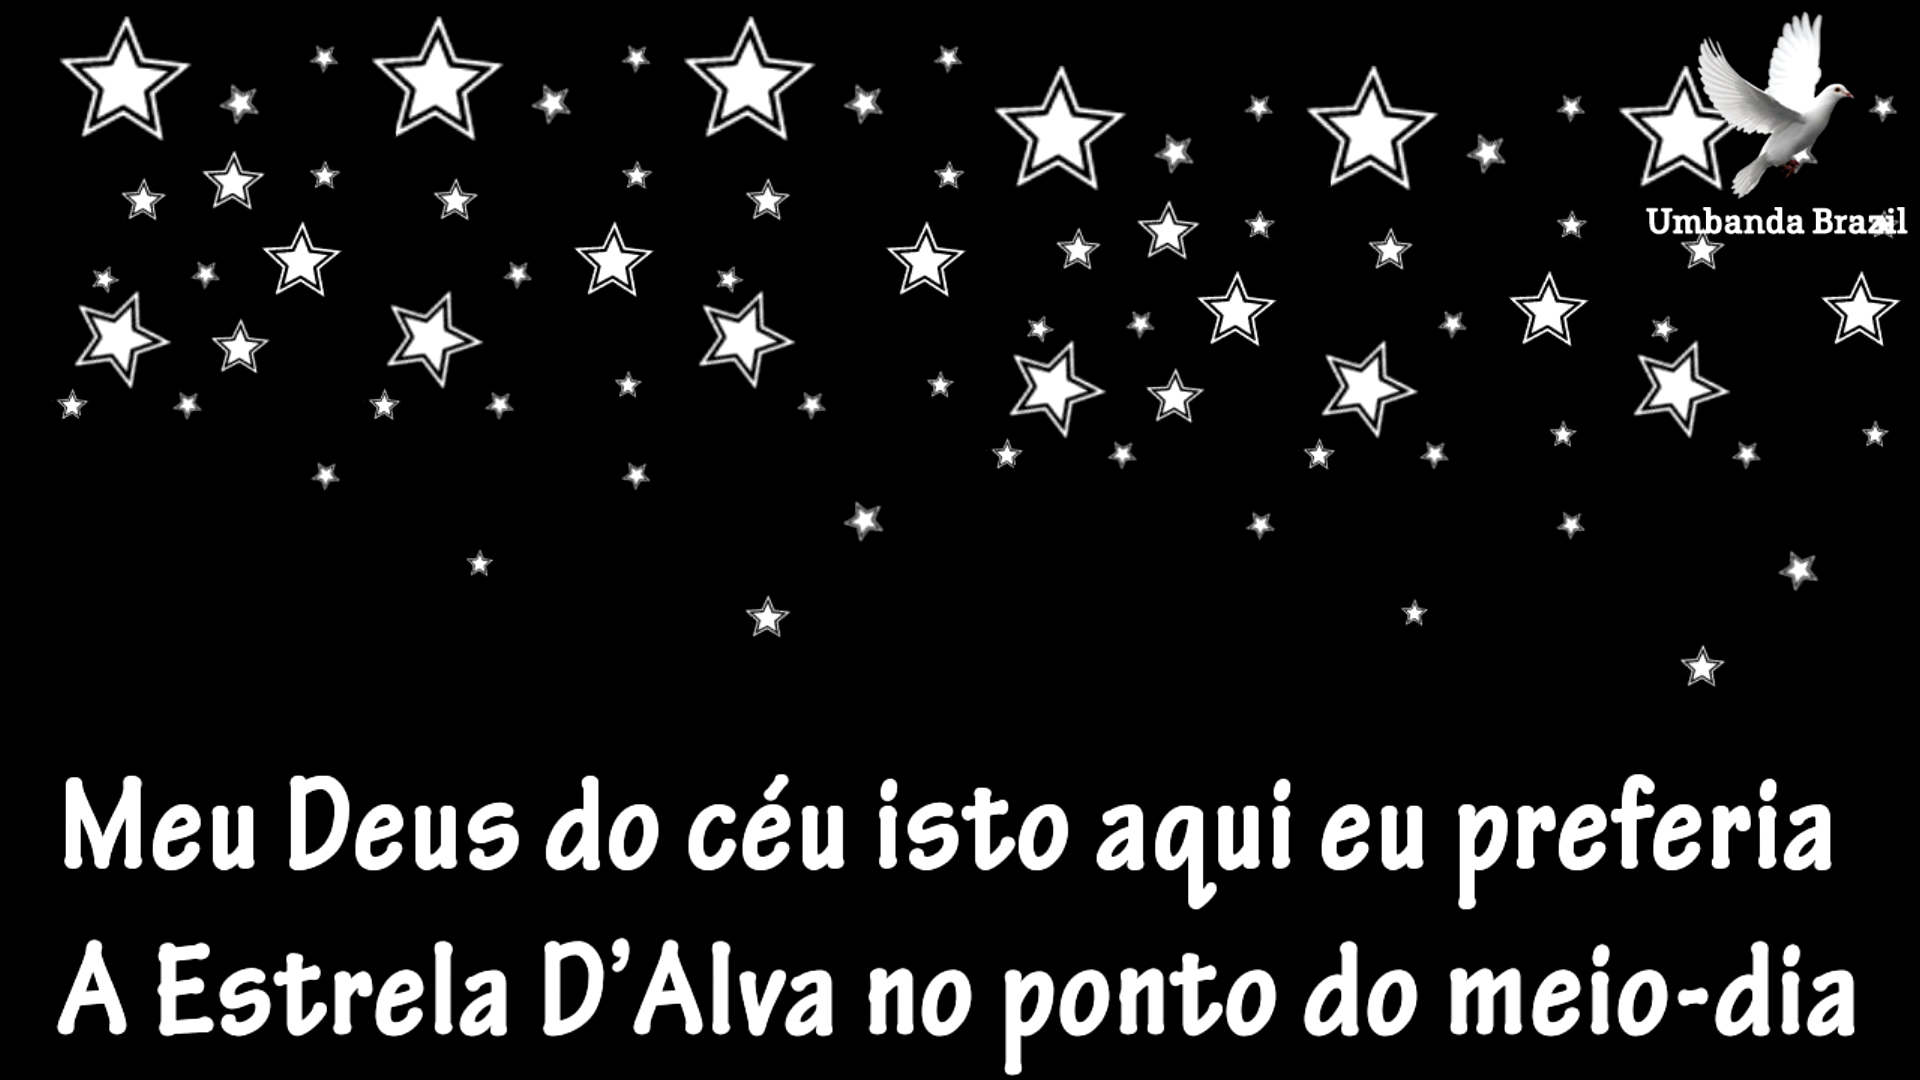 Umbanda Brazil
Meu Deus do céu isto aqui eu preferia
A Estrela D’Alva no ponto do meio-dia